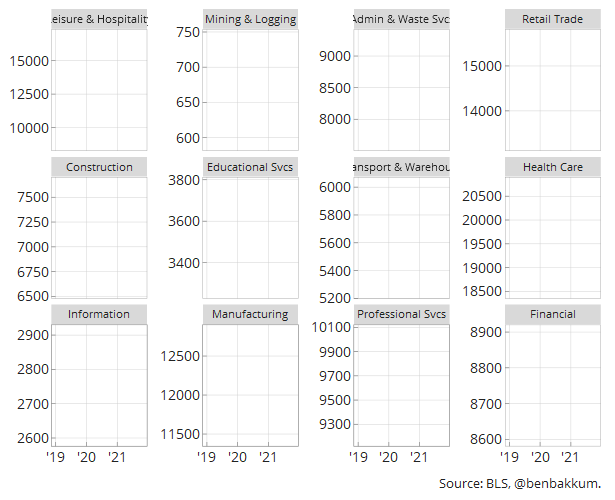 eisure & Hospitality
Mining & Logging
Admin & Waste Svc
Retail Trade
15000
12500
10000
750
700
650
600
9000
8500
8000
15000
14000
Construction
Educational Svcs
ansport & Warehou
Health Care
7500
7250
7000
6750
6500
3800
3600
3400
6000
5800
5600
5400
5200
20500
20000
19500
19000
18500
Information
Manufacturing
Professional Svcs
Financial
2900
2800
2700
2600
12500
12000
11500
10100
9900
9700
9500
9300
8900
8800
8700
8600
'19 '20 '21
'19 '20 '21
'19 '20 '21
'19 '20 '21
Source: BLS, @benbakkum.